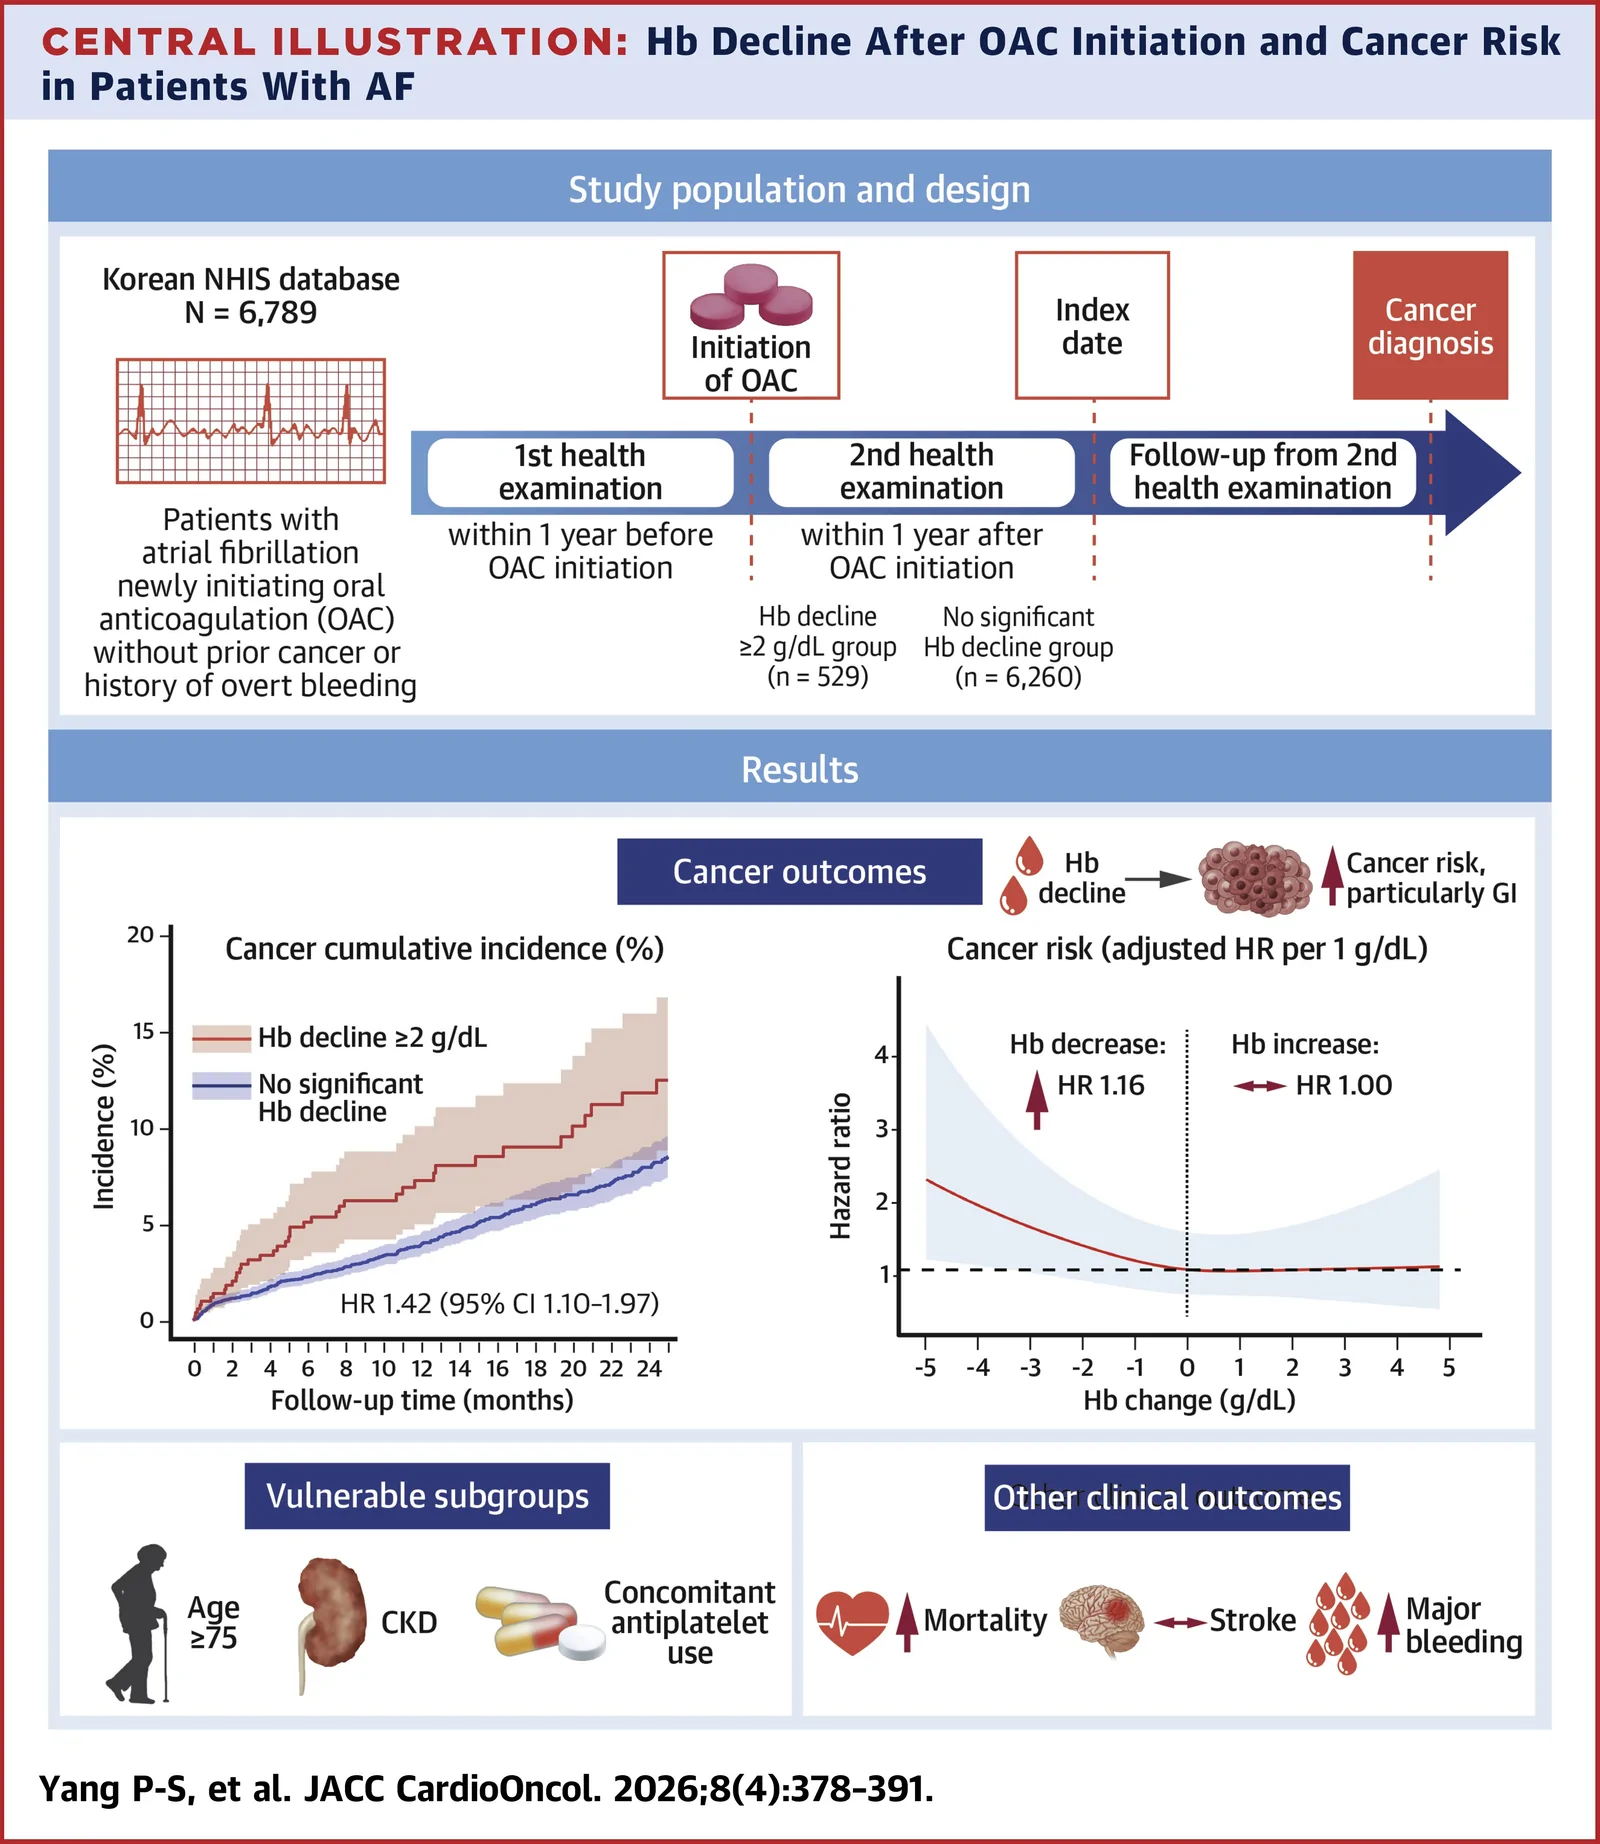 CENTRAL ILLUSTRATION: Hb Decline After OAC Initiation and Cancer Risk
in Patients With AF
Study population and design
Korean NHIS database
N = 6,789
Patients with
atrial fibrillation
newly initiating oral
anticoagulation (OAC)
without prior cancer or
history of overt bleeding
Initiation
of OAC
Index
date
Cancer
diagnosis
1st health
examination
2nd health
examination
Follow-up from 2nd
health examination
within 1 year before
OAC initiation
within 1 year after
OAC initiation
Hb decline
≥2 g/dL group
(n = 529)
No significant
Hb decline group
(n = 6,260)
Results
Cancer outcomes
Hb
decline
Cancer risk,
particularly GI
Cancer cumulative incidence (%)
Incidence (%)
20
15
10
5
0
Hb decline ≥2 g/dL
No significant
Hb decline
HR 1.42 (95% CI 1.10–1.97)
0 2 4 6 8 10 12 14 16 18 20 22 24
Follow-up time (months)
Cancer risk (adjusted HR per 1 g/dL)
Hazard ratio
4
3
2
1
Hb decrease:
HR 1.16
Hb increase:
HR 1.00
-5 -4 -3 -2 -1 0 1 2 3 4 5
Hb change (g/dL)
Vulnerable subgroups
Age
≥75
CKD
Concomitant
antiplatelet
use
Other clinical outcomes
Mortality
Stroke
Major
bleeding
Yang P-S, et al. JACC CardioOncol. 2026;8(4):378–391.